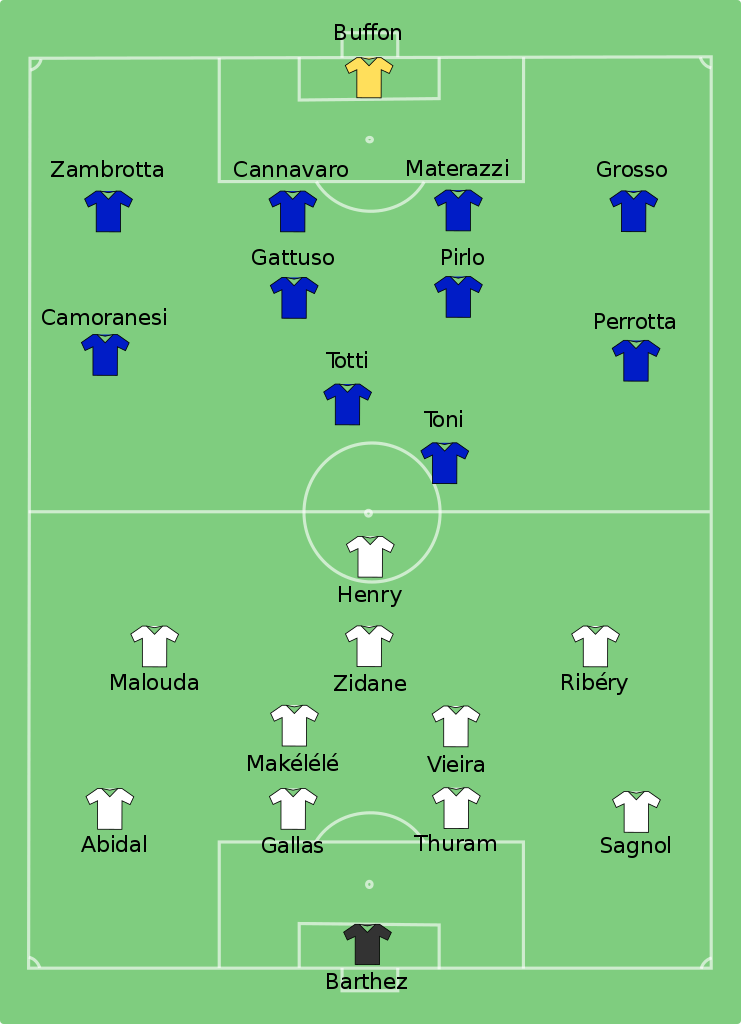 Buffon
Zambrotta
Cannavaro
Materazzi
Grosso
Gattuso
Pirlo
Camoranesi
Perrotta
Totti
Toni
Henry
Malouda
Zidane
Ribéry
Makélélé
Vieira
Abidal
Gallas
Thuram
Sagnol
Barthez